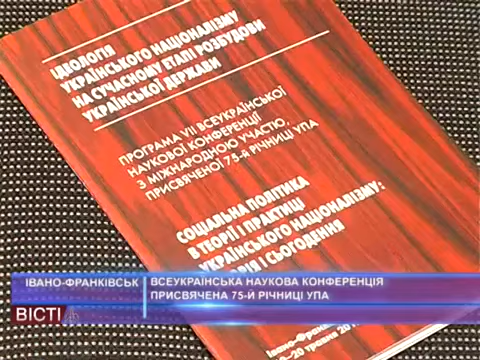 ІДЕОЛОГІЯ
УКРАЇНСЬКОГО НАЦІОНАЛІЗМУ
НА СУЧАСНОМУ ЕТАПІ РОЗБУДОВИ
УКРАЇНСЬКОЇ ДЕРЖАВИ
ПРОГРАМА VII ВСЕУКРАЇНСЬКОЇ
НАУКОВОЇ КОНФЕРЕНЦІЇ
З МІЖНАРОДНОЮ УЧАСТЮ,
ПРИСВЯЧЕНОЇ 75-й РІЧНИЦІ УПА
СОЦІАЛЬНА ПОЛІТИКА
В ТЕОРІЇ І ПРАКТИЦІ
УКРАЇНСЬКОГО НАЦІОНАЛІЗМУ:
І СЬОГОДЕННЯ
ІВАНО-ФРАНКІВСЬК
ВСЕУКРАЇНСЬКА НАУКОВА КОНФЕРЕНЦІЯ
ПРИСВЯЧЕНА 75-Й РІЧНИЦІ УПА
ВІСТІ